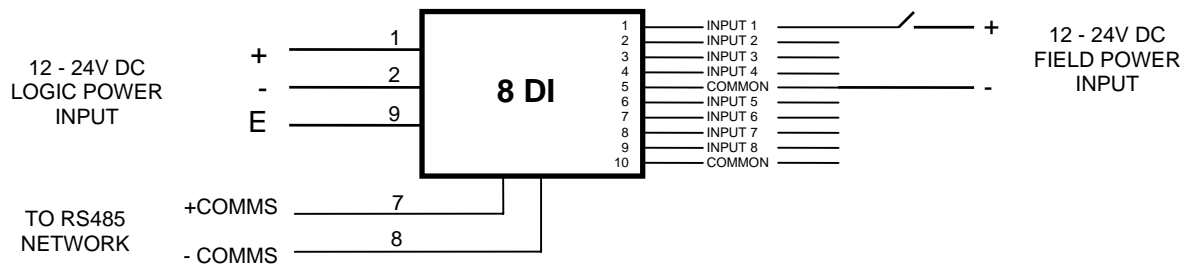 12 - 24V DC
LOGIC POWER
INPUT
+
1
-
2
E
9
8 DI
1 INPUT 1
2 INPUT 2
3 INPUT 3
4 INPUT 4
5 COMMON
6 INPUT 5
7 INPUT 6
8 INPUT 7
9 INPUT 8
10 COMMON
+
-
12 - 24V DC
FIELD POWER
INPUT
TO RS485
NETWORK
+COMMS 7
- COMMS 8